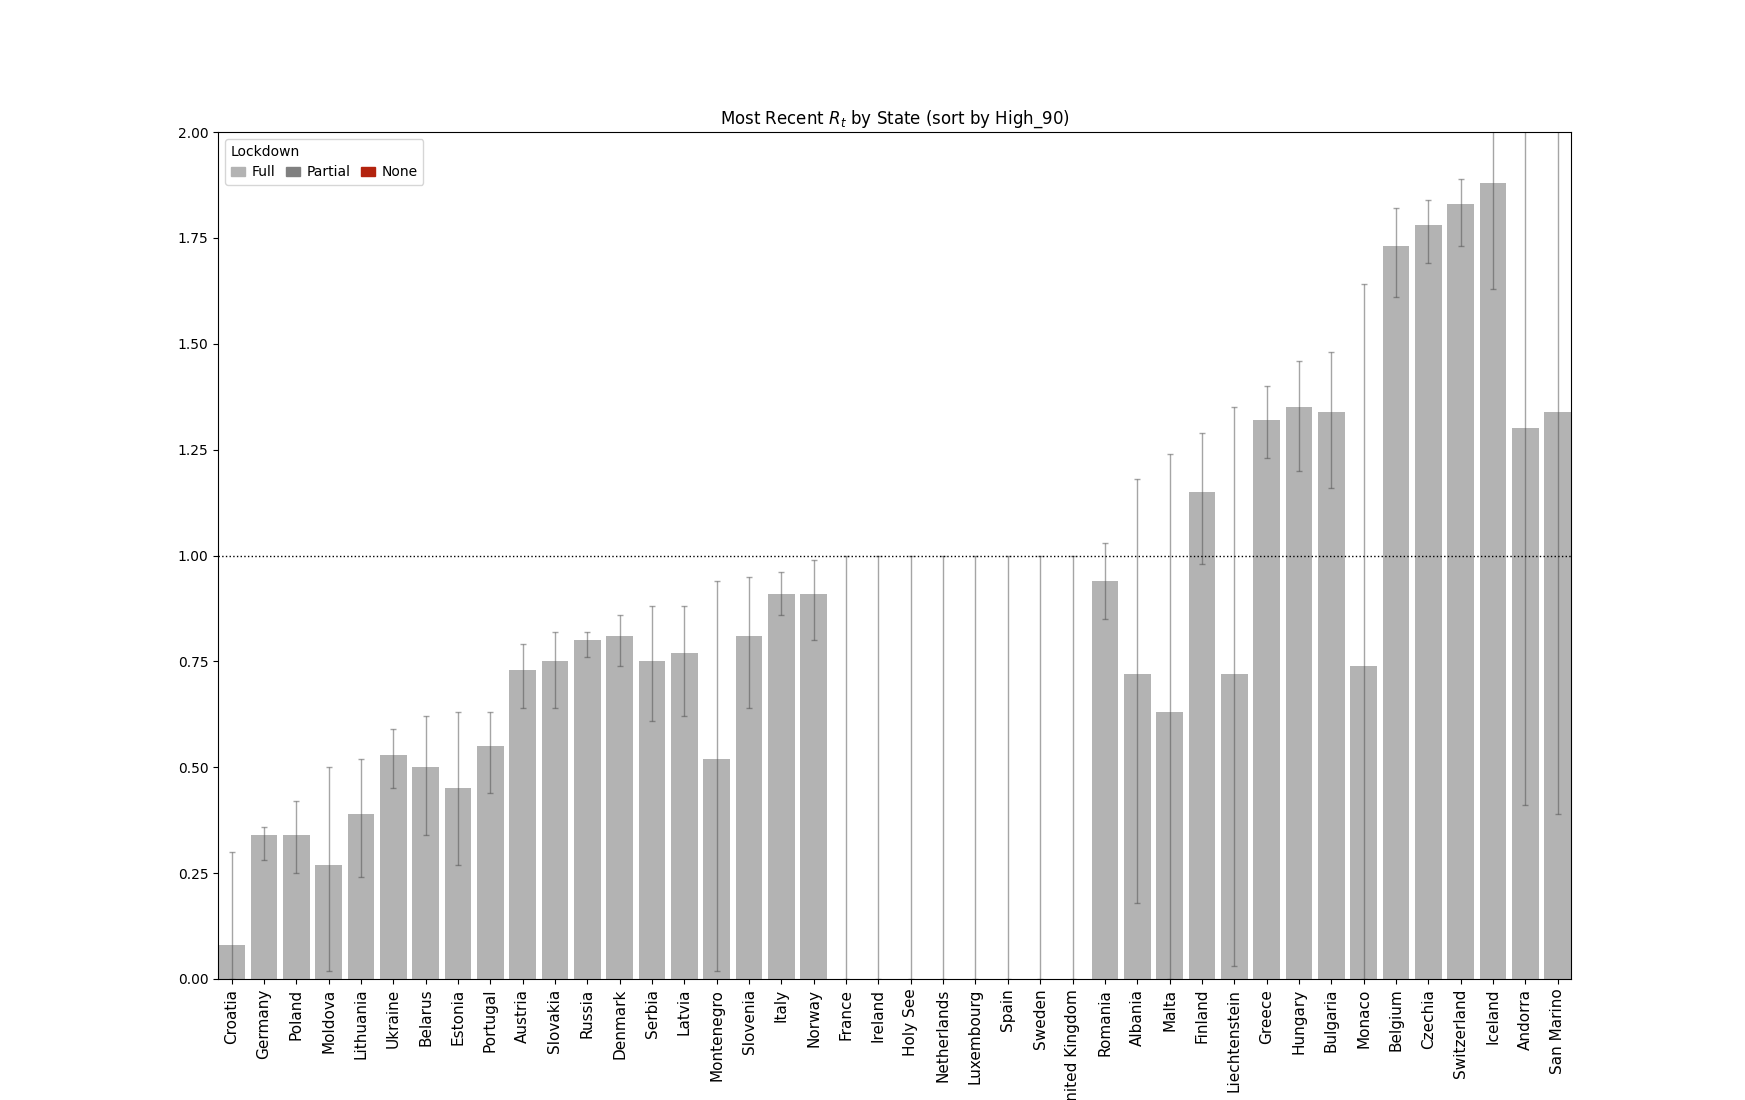 Most Recent R_t by State (sort by High_90)
Lockdown
Full Partial None
2.00
1.75
1.50
1.25
1.00
0.75
0.50
0.25
0.00
Croatia
Germany
Poland
Moldova
Lithuania
Ukraine
Belarus
Estonia
Portugal
Austria
Slovakia
Russia
Denmark
Serbia
Latvia
Montenegro
Slovenia
Italy
Norway
France
Ireland
Holy See
Netherlands
Luxembourg
Spain
Sweden
nited Kingdom
Romania
Albania
Malta
Finland
Liechtenstein
Greece
Hungary
Bulgaria
Monaco
Belgium
Czechia
Switzerland
Iceland
Andorra
San Marino